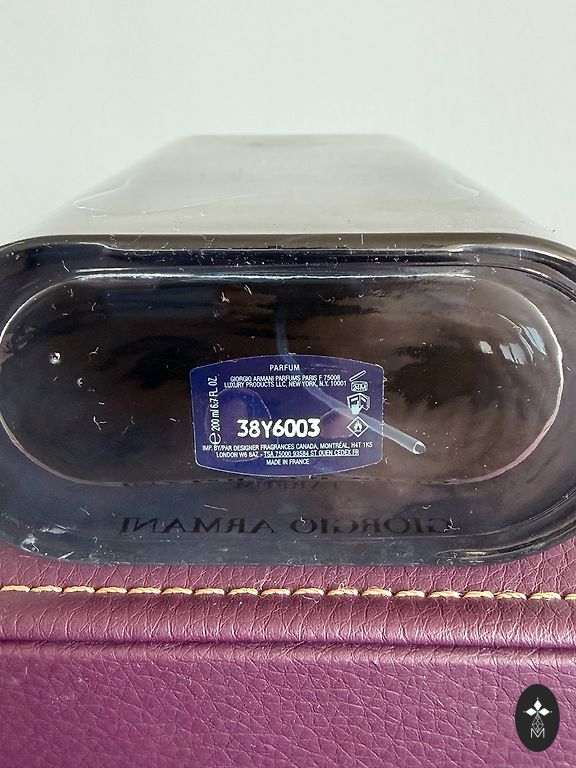 PARFUM
GIORGIO ARMANI PARFUMS PARIS F 75008
LUXURY PRODUCTS LLC, NEW YORK, N.Y. 10001
24M
e 200 ml 6.7 FL. OZ.
38Y6003
IMP. BY/PAR DESIGNER FRAGRANCES CANADA, MONTRÉAL, H4T 1K5
LONDON W6 8AZ - TSA 75000 93584 ST OUEN CEDEX FR
MADE IN FRANCE
PARFUM
GIORGIO ARMANI
M